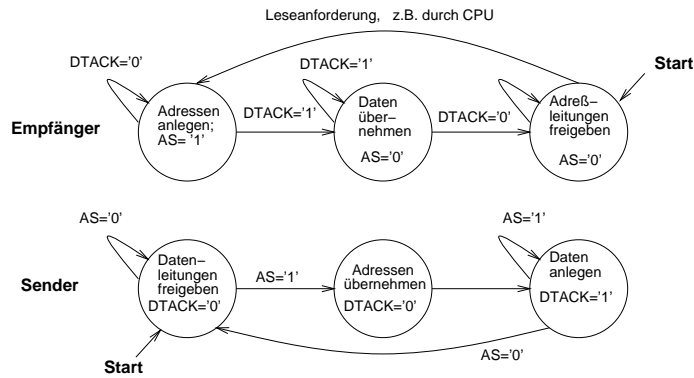 Leseanforderung, z.B. durch CPU
DTACK='0'
DTACK='1'
Start
Empfänger
Adressen
anlegen;
AS= '1'
DTACK='1'
Daten
über–
nehmen
AS='0'
DTACK='0'
Adreß–
leitungen
freigeben
AS='0'
AS='0'
AS='1'
Sender
Daten–
leitungen
freigeben
DTACK='0'
AS='1'
Adressen
übernehmen
DTACK='0'
Daten
anlegen
DTACK='1'
AS='0'
Start